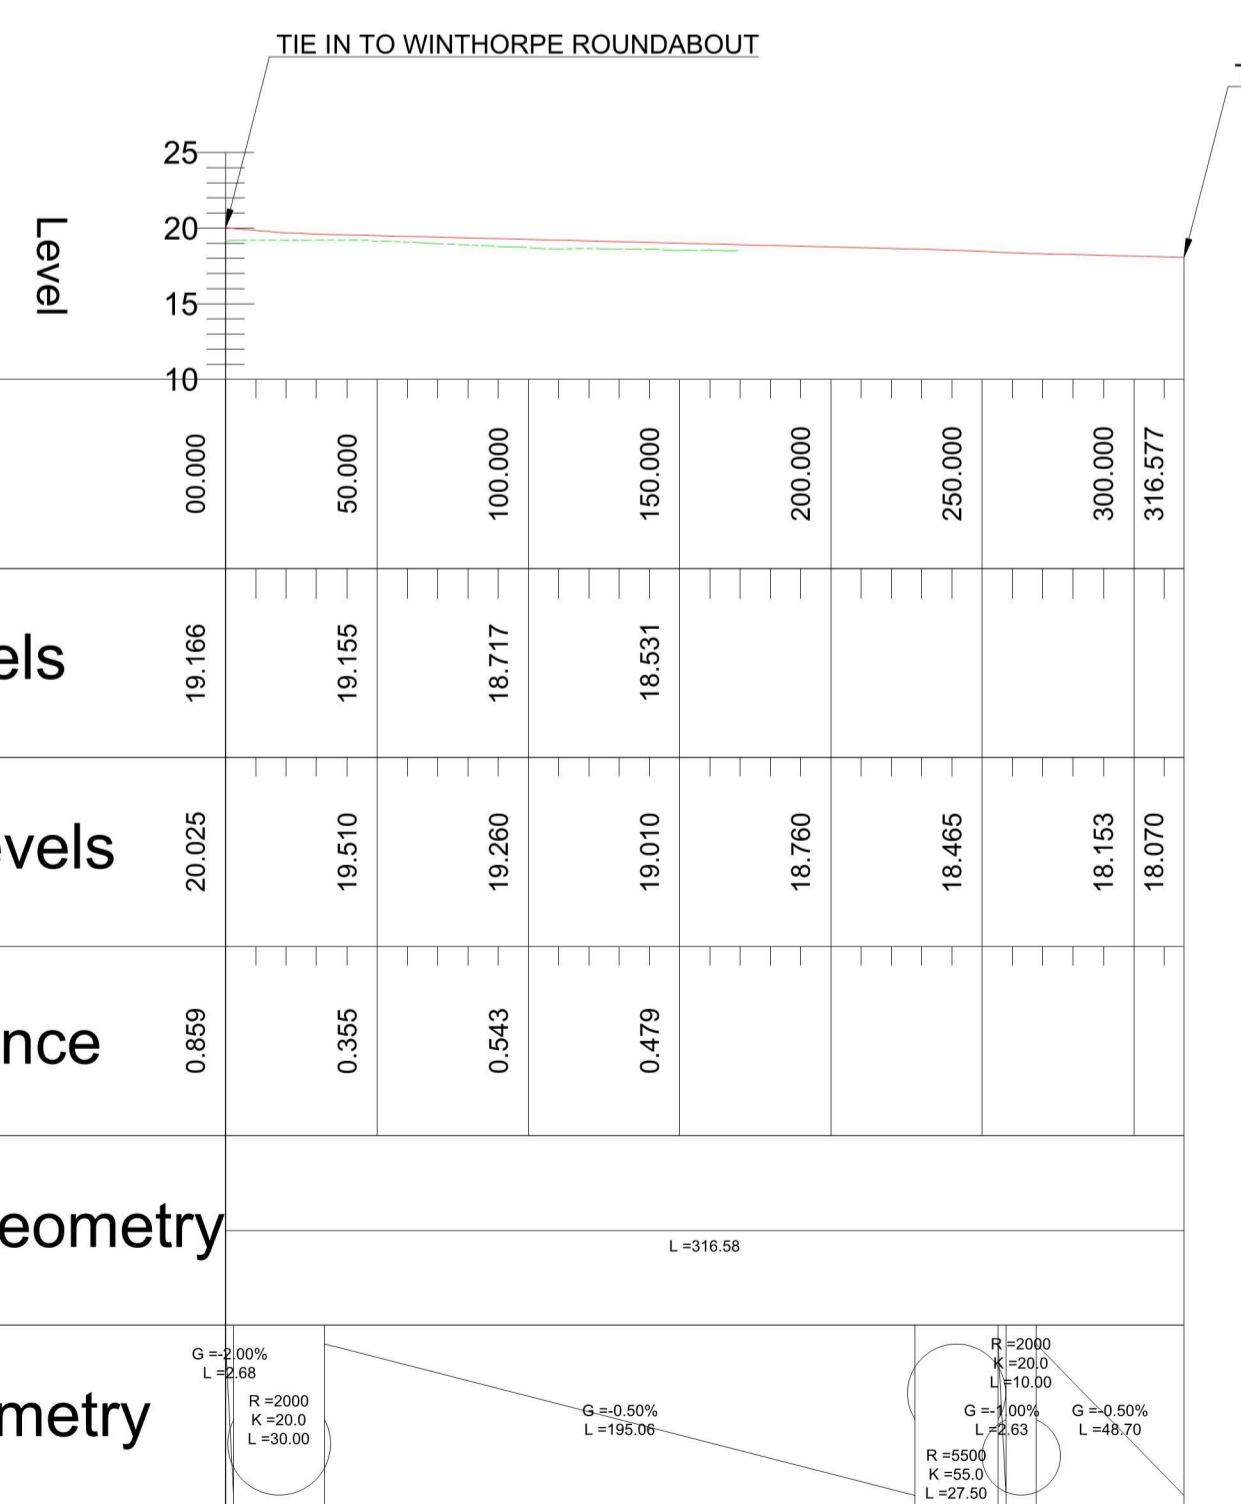 TIE IN TO WINTHORPE ROUNDABOUT
25
20
15
10
Level
00.000 50.000 100.000 150.000 200.000 250.000 300.000 316.577
els
19.166 19.155 18.717 18.531
evels
20.025 19.510 19.260 19.010 18.760 18.465 18.153 18.070
nce
0.859 0.355 0.543 0.479
eometry
L =316.58
metry
G =-2.00%
L =2.68
R =2000
K =20.0
L =30.00
G =-0.50%
L =195.06
R =5500
K =55.0
L =27.50
G =-1.00%
L =2.63
R =2000
K =20.0
L =10.00
G =-0.50%
L =48.70